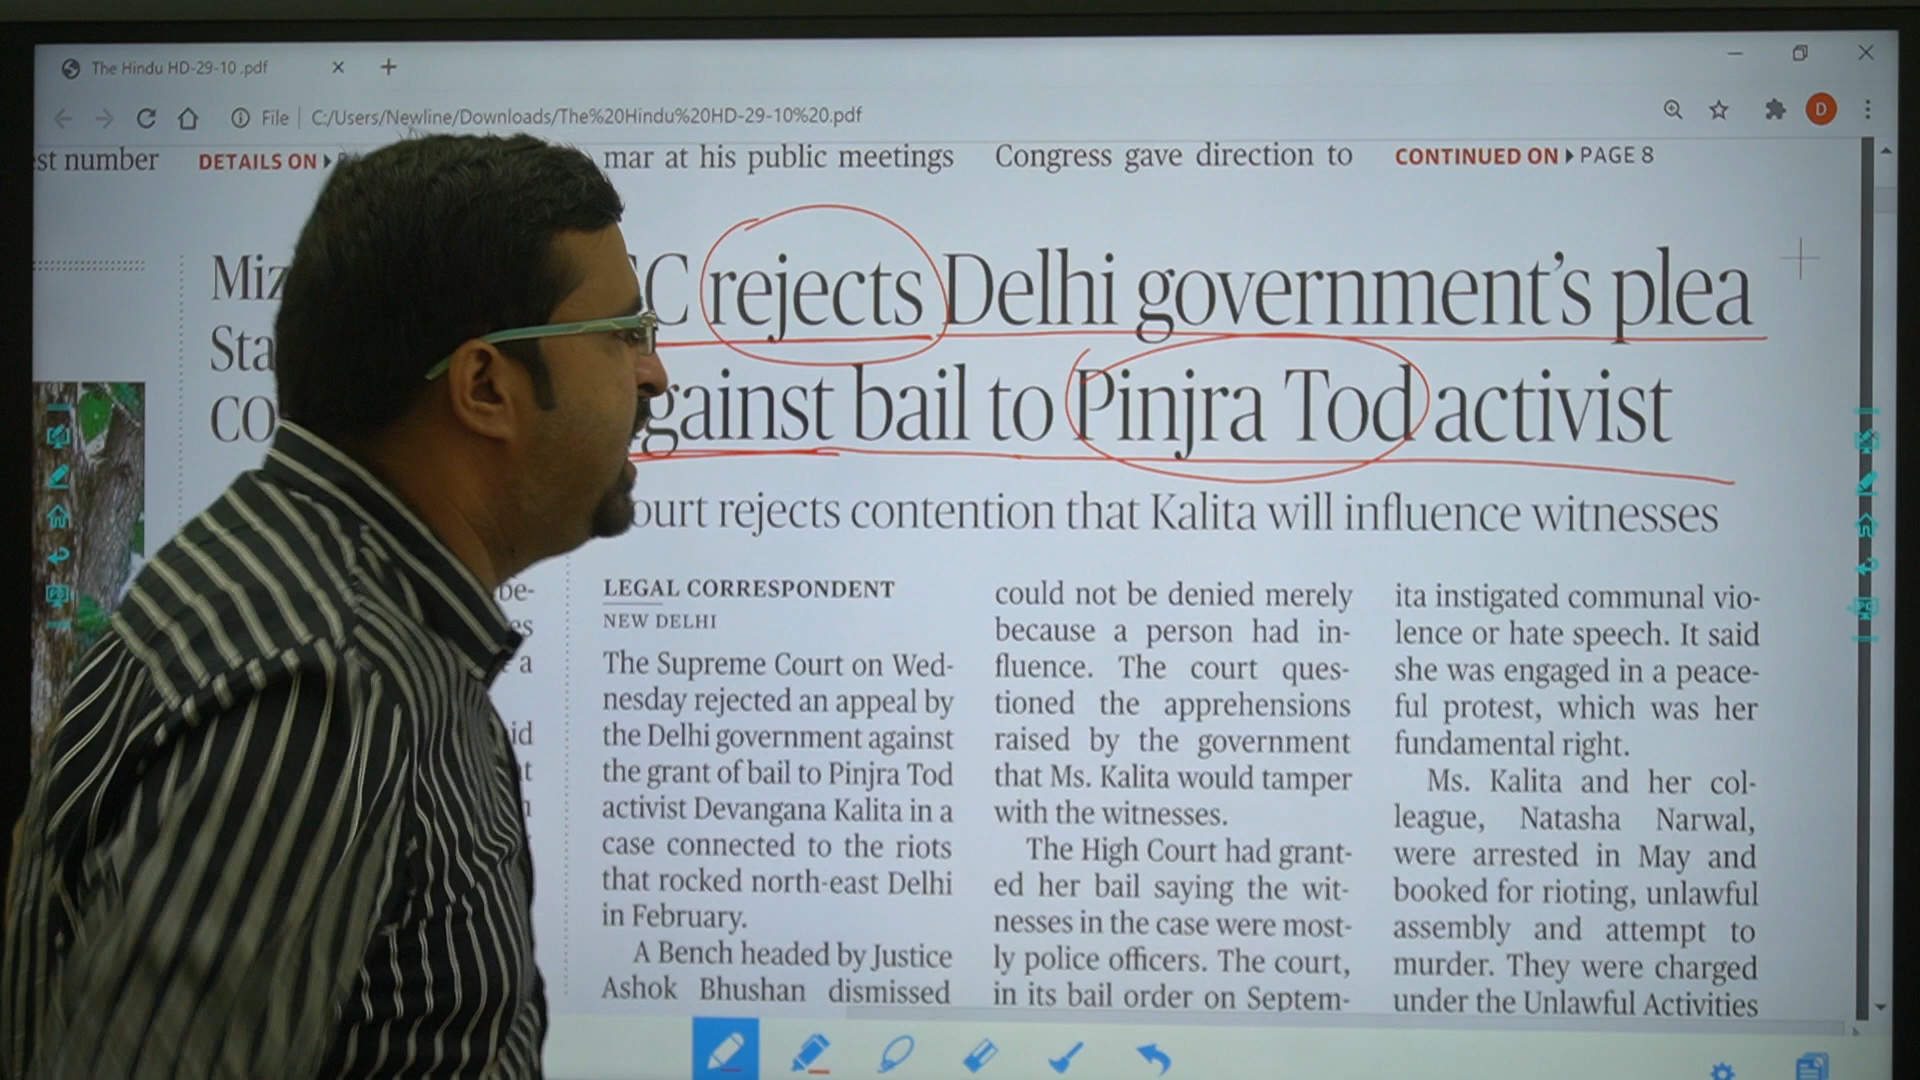 The Hindu HD-29-10 .pdf
File | C:/Users/Newline/Downloads/The%20Hindu%20HD-29-10%20.pdf
D
st number
DETAILS ON
mar at his public meetings
Congress gave direction to
CONTINUED ON PAGE 8
Miz
Sta
CO
be-
es
a
id
C rejects Delhi government's plea
gainst bail to Pinjra Tod activist
ourt rejects contention that Kalita will influence witnesses
LEGAL CORRESPONDENT
NEW DELHI
The Supreme Court on Wed-
nesday rejected an appeal by
the Delhi government against
the grant of bail to Pinjra Tod
activist Devangana Kalita in a
case connected to the riots
that rocked north-east Delhi
in February.
A Bench headed by Justice
Ashok Bhushan dismissed
could not be denied merely
because a person had in-
fluence. The court ques-
tioned the apprehensions
raised by the government
that Ms. Kalita would tamper
with the witnesses.
The High Court had grant-
ed her bail saying the wit-
nesses in the case were most-
ly police officers. The court,
in its bail order on Septem-
ita instigated communal vio-
lence or hate speech. It said
she was engaged in a peace-
ful protest, which was her
fundamental right.
Ms. Kalita and her col-
league, Natasha Narwal,
were arrested in May and
booked for rioting, unlawful
assembly and attempt to
murder. They were charged
under the Unlawful Activities